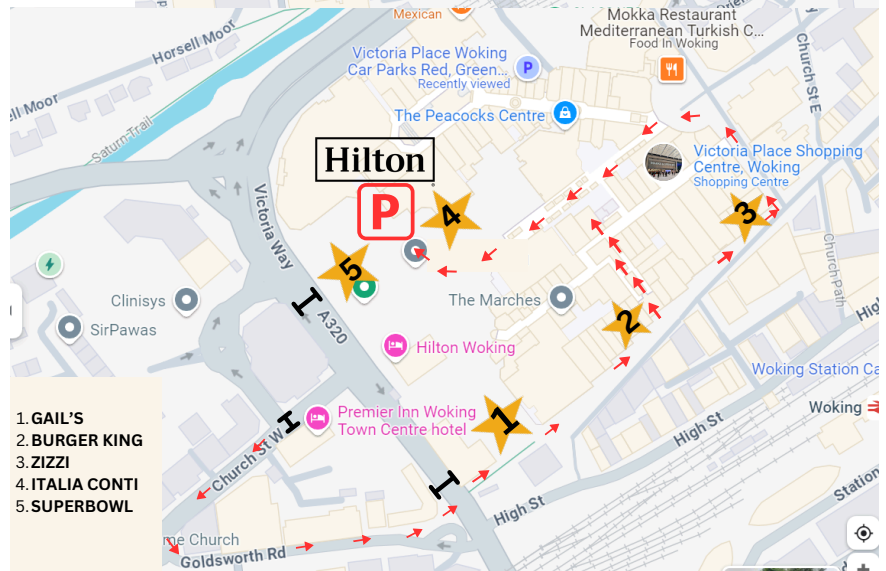 Mexican
Mokka Restaurant
Mediterranean Turkish C...
Food In Woking
Horsell Moor
Victoria Place Woking
Car Parks Red, Green...
Recently viewed
P
Church St E
ell Moor
The Peacocks Centre
Saturn-Trail
Hilton
Victoria Place Shopping
Centre, Woking
Shopping Centre
P
4
3
Victoria Way
5
Church Path
Clinisys
The Marches
SirPawas
A320
2
Hilton Woking
High
Woking Station Ca
1. GAIL'S
2. BURGER KING
3. ZIZZI
4. ITALIA CONTI
5. SUPERBOWL
Premier Inn Woking
Town Centre hotel
1
Woking
High St
Church St W
Station
High St
me Church
Goldsworth Rd